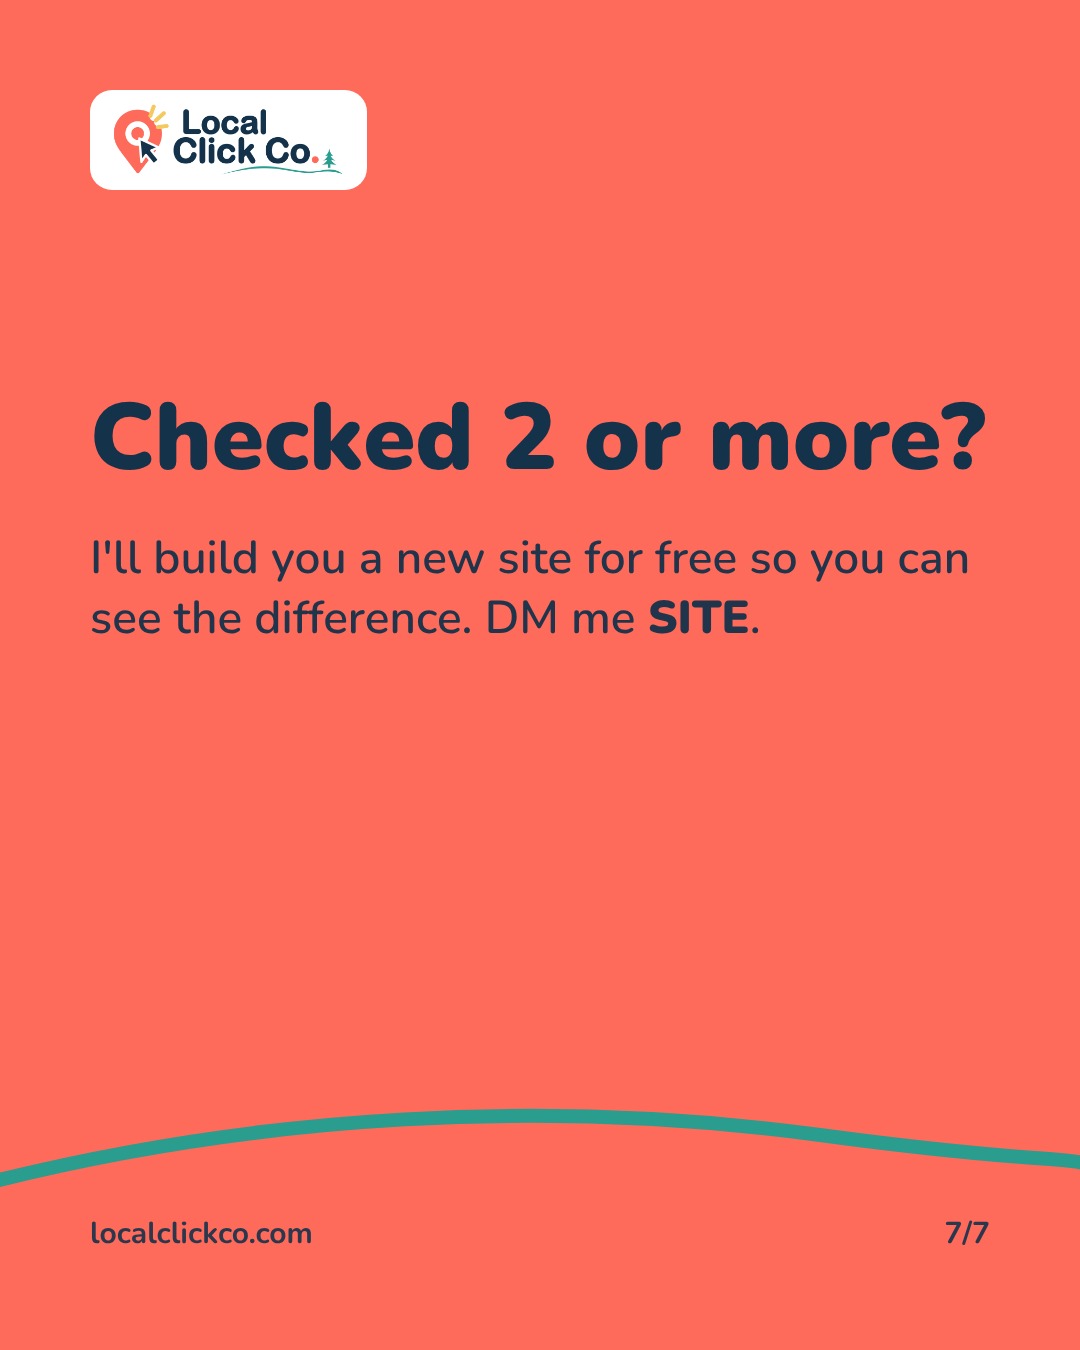 Local
Click Co.
Checked 2 or more?
I'll build you a new site for free so you can
see the difference. DM me SITE.
localclickco.com
7/7